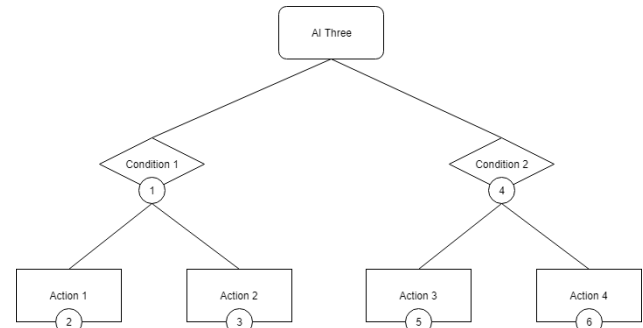 AI Three
Condition 1
Condition 2
1
4
Action 1
Action 2
Action 3
Action 4
2
3
5
6